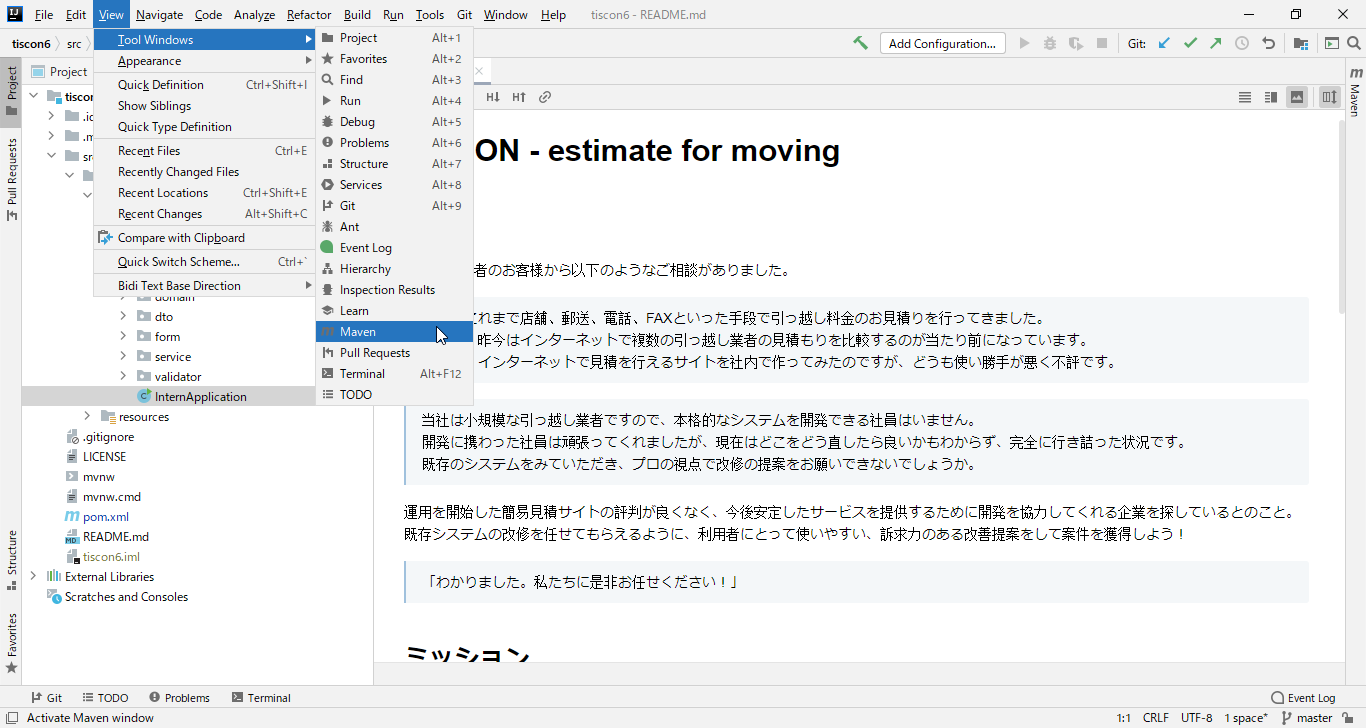 File Edit View Navigate Code Analyze Refactor Build Run Tools Git Window Help tiscon6 - README.md
tiscon6 src
Add Configuration...
Git:
Project
Tool Windows
Appearance
Quick Definition Ctrl+Shift+I
Show Siblings
Quick Type Definition
Recent Files Ctrl+E
Recently Changed Files
Recent Locations Ctrl+Shift+E
Recent Changes Alt+Shift+C
Compare with Clipboard
Quick Switch Scheme... Ctrl+`
Bidi Text Base Direction
Project Alt+1
Favorites Alt+2
Find Alt+3
Run Alt+4
Debug Alt+5
Problems Alt+6
Structure Alt+7
Services Alt+8
Git Alt+9
Ant
Event Log
Hierarchy
Inspection Results
Learn
Maven
Pull Requests
Terminal Alt+F12
TODO
Project
Pull Requests
Structure
Favorites
tiscon
domain
dto
form
service
validator
InternApplication
resources
.gitignore
LICENSE
mvnw
mvnw.cmd
pom.xml
README.md
tiscon6.iml
External Libraries
Scratches and Consoles
ON - estimate for moving
者のお客様から以下のようなご相談がありました。
れまで店舗、郵送、電話、FAXといった手段で引っ越し料金のお見積りを行ってきました。
昨今はインターネットで複数の引っ越し業者の見積もりを比較するのが当たり前になっています。
インターネットで見積を行えるサイトを社内で作ってみたのですが、どうも使い勝手が悪く不評です。
当社は小規模な引っ越し業者ですので、本格的なシステムを開発できる社員はいません。
開発に携わった社員は頑張ってくれましたが、現在はどこをどう直したら良いかもわからず、完全に行き詰った状況です。
既存のシステムをみていただき、プロの視点で改修の提案をお願いできないでしょうか。
運用を開始した簡易見積サイトの評判が良くなく、今後安定したサービスを提供するために開発を協力してくれる企業を探しているとのこと。
既存システムの改修を任せてもらえるように、利用者にとって使いやすい、訴求力のある改善提案をして案件を獲得しよう！
「わかりました。私たちに是非お任せください！」
ミッション
Maven
Git TODO Problems Terminal Event Log
Activate Maven window 1:1 CRLF UTF-8 1 space* master